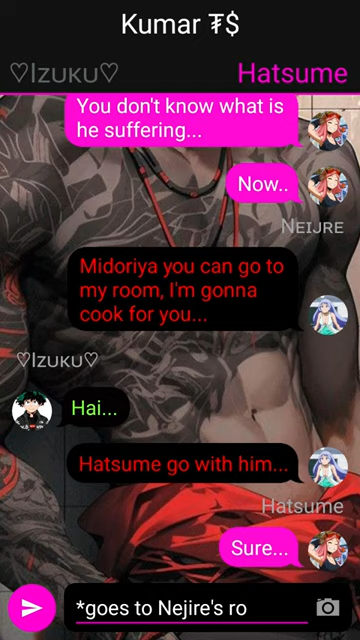 Kumar ₮$
♡Izuku♡
Hatsume
You don't know what is
he suffering...
Now..
Neijre
Midoriya you can go to
my room, I'm gonna
cook for you...
♡Izuku♡
Hai...
Hatsume go with him...
Hatsume
Sure...
*goes to Nejire's ro